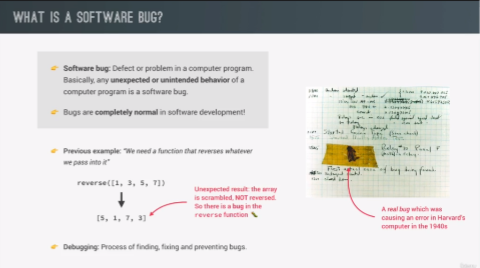 WHAT IS A SOFTWARE BUG?
Software bug: Defect or problem in a computer program.
Basically, any unexpected or unintended behavior of a
computer program is a software bug.
Bugs are completely normal in software development!
Previous example: “We need a function that reverses whatever
we pass into it”
reverse([1, 3, 5, 7])
[5, 1, 7, 3]
Unexpected result: the array
is scrambled, NOT reversed.
So there is a bug in the
reverse function
Debugging: Process of finding, fixing and preventing bugs.
Relay
Panel F
First actual case of bug being found.
A real bug which was
causing an error in Harvard's
computer in the 1940s